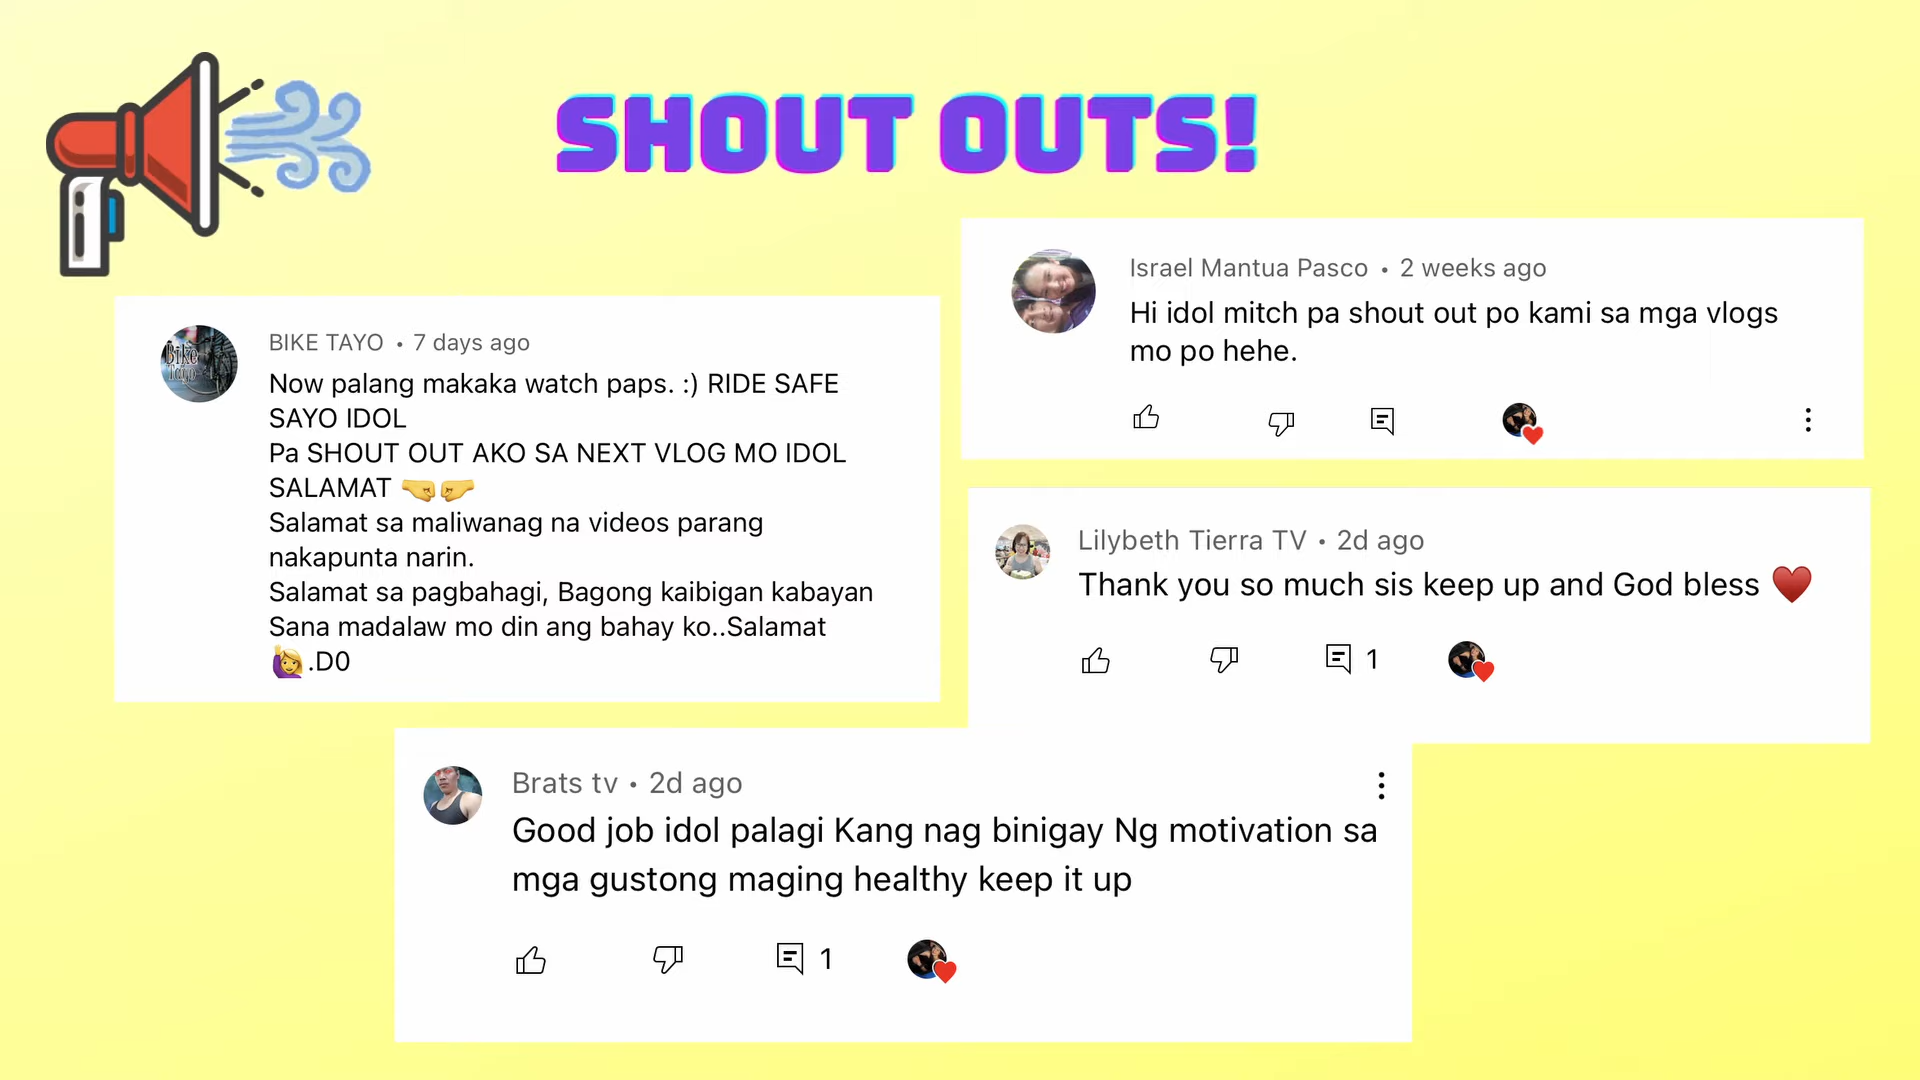 SHOUT OUTS!
BIKE TAYO • 7 days ago
Now palang makaka watch paps. :) RIDE SAFE
SAYO IDOL
Pa SHOUT OUT AKO SA NEXT VLOG MO IDOL
SALAMAT 🤜🤛
Salamat sa maliwanag na videos parang
nakapunta narin.
Salamat sa pagbahagi, Bagong kaibigan kabayan
Sana madalaw mo din ang bahay ko..Salamat
🙋‍♀️.D0
Bike
Tayo
Israel Mantua Pasco • 2 weeks ago
Hi idol mitch pa shout out po kami sa mga vlogs
mo po hehe.
Lilybeth Tierra TV • 2d ago
Thank you so much sis keep up and God bless ♥️
1
Brats tv • 2d ago
Good job idol palagi Kang nag binigay Ng motivation sa
mga gustong maging healthy keep it up
1